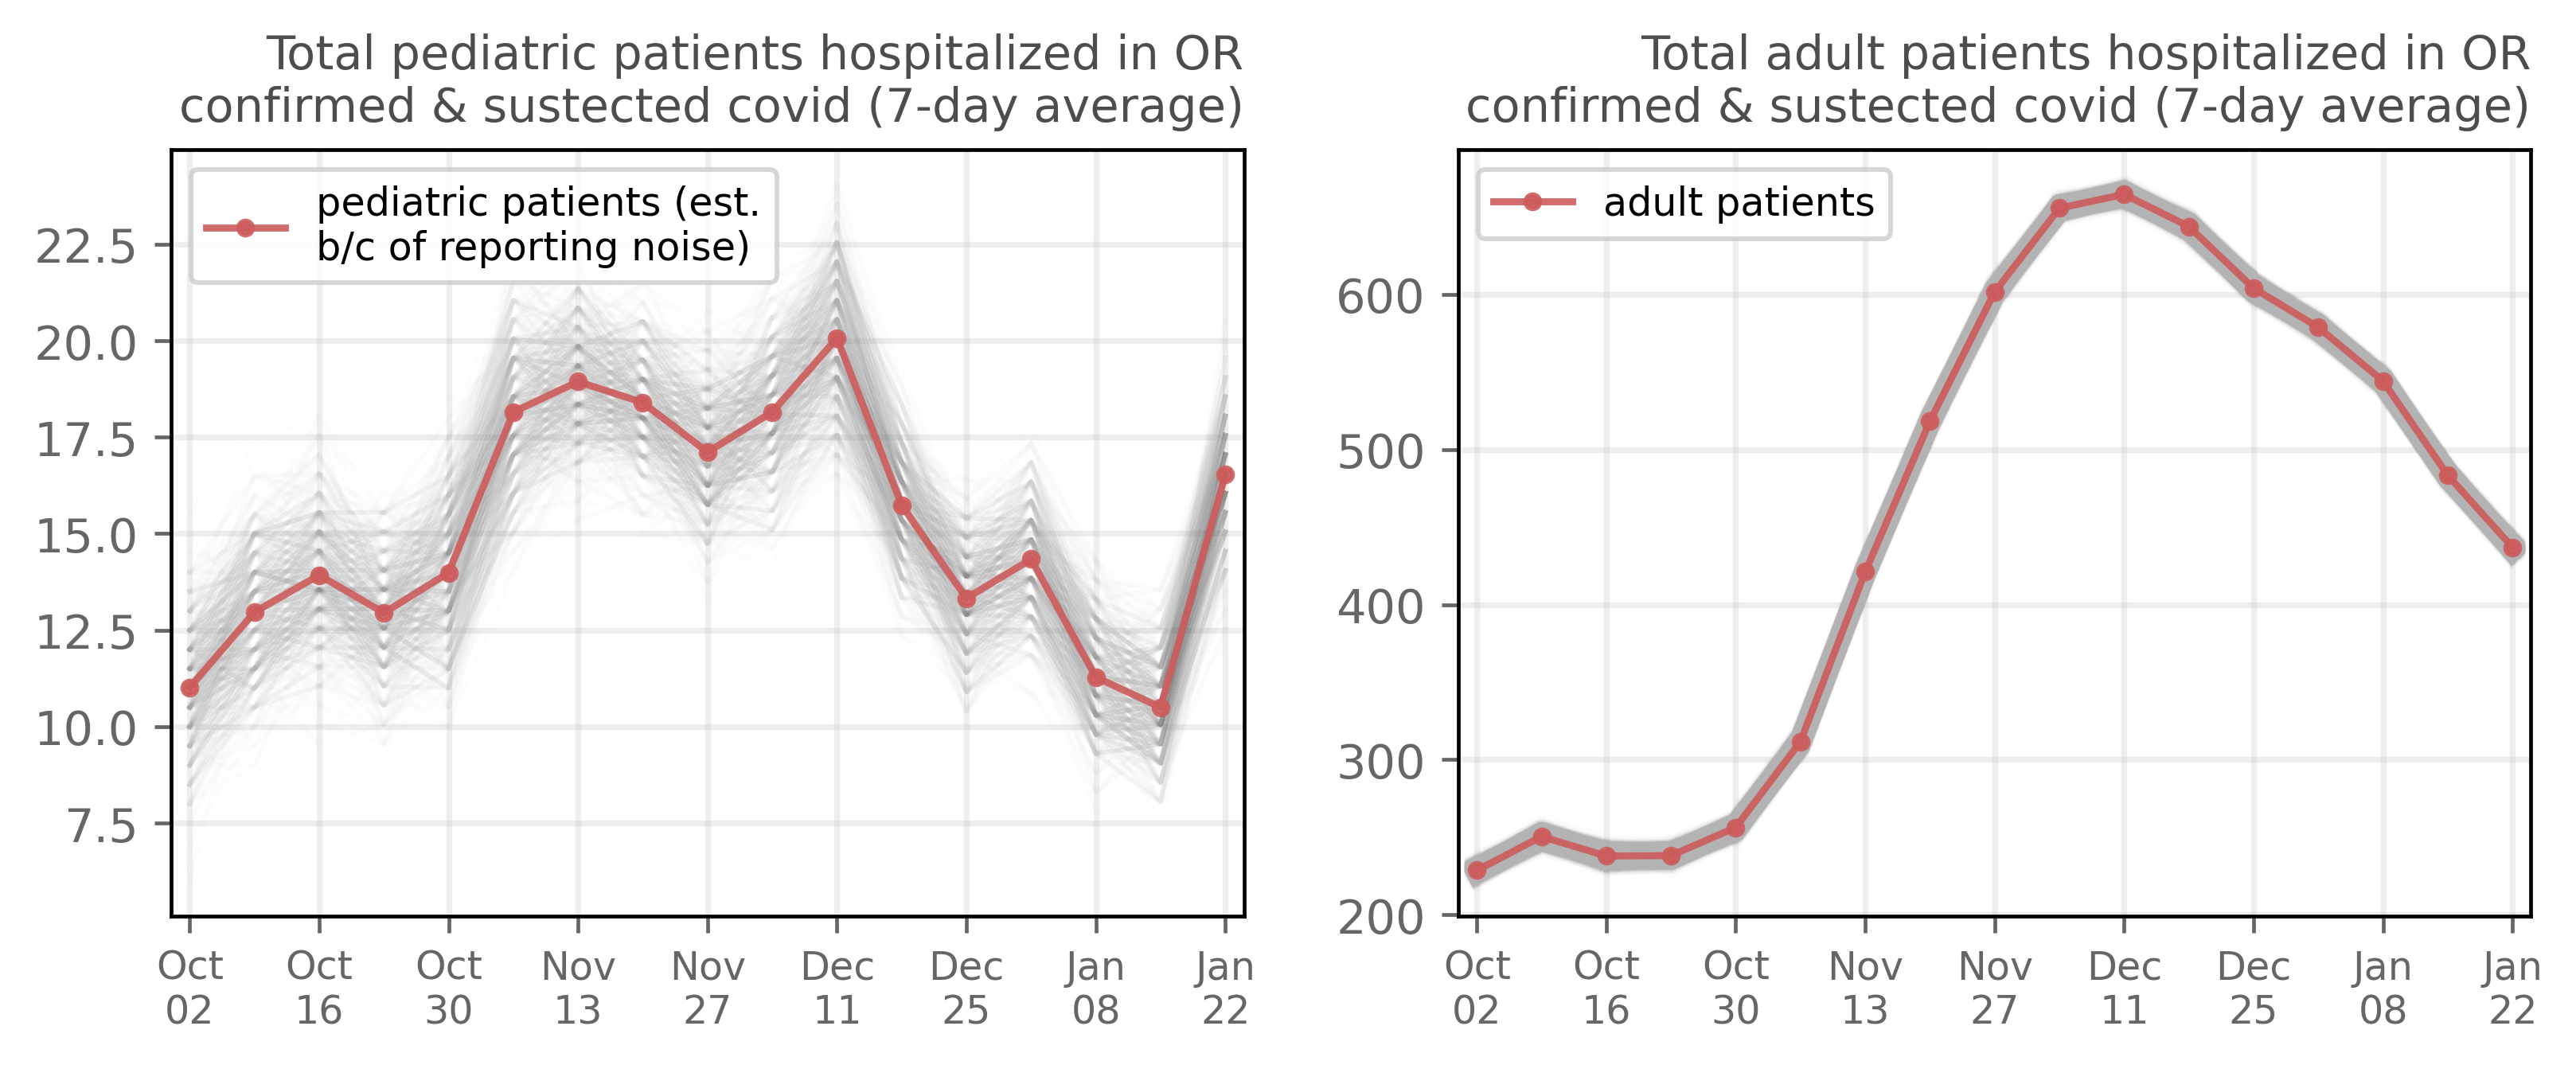 Total pediatric patients hospitalized in OR
confirmed & sustected covid (7-day average)
pediatric patients (est.
b/c of reporting noise)
22.5
20.0
17.5
15.0
12.5
10.0
7.5
Oct
02
Oct
16
Oct
30
Nov
13
Nov
27
Dec
11
Dec
25
Jan
08
Jan
22
Total adult patients hospitalized in OR
confirmed & sustected covid (7-day average)
adult patients
600
500
400
300
200
Oct
02
Oct
16
Oct
30
Nov
13
Nov
27
Dec
11
Dec
25
Jan
08
Jan
22